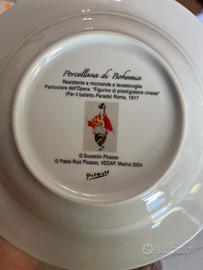 Porcellana di Bohemia
Resistente a microonde e lavastoviglie
Particolare dell'Opera: "Figurino di prestigiatore cinese"
(Per il balletto Parade) Roma, 1917
© Sucesión Picasso
© Pablo Ruiz Picasso, VEGAP, Madrid 2004
Picasso
subito